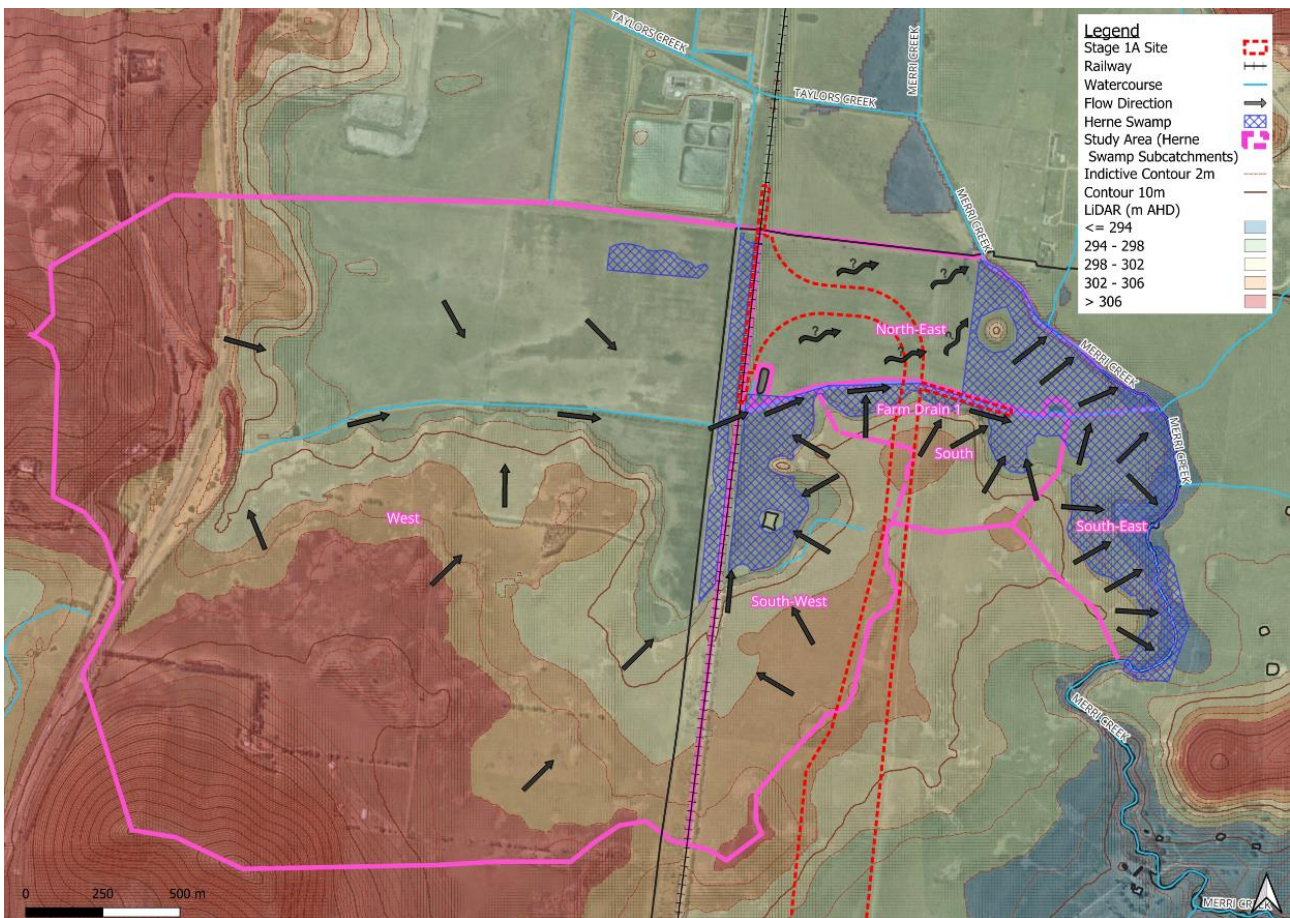 TAYLORS CREEK
TAYLORS CREEK
MERRI CREEK
MERRI CREEK
MERRI CREEK
MERRI CREEK
MERRI CREEK
MERRI CREEK
Legend
Stage 1A Site
Railway
Watercourse
Flow Direction
Herne Swamp
Study Area (Herne
Swamp Subcatchments)
Indictive Contour 2m
Contour 10m
LiDAR (m AHD)
<= 294
294 - 298
298 - 302
302 - 306
> 306
?
?
North-East
?
?
?
Farm Drain 1
South
West
South-East
South-West
0 250 500 m